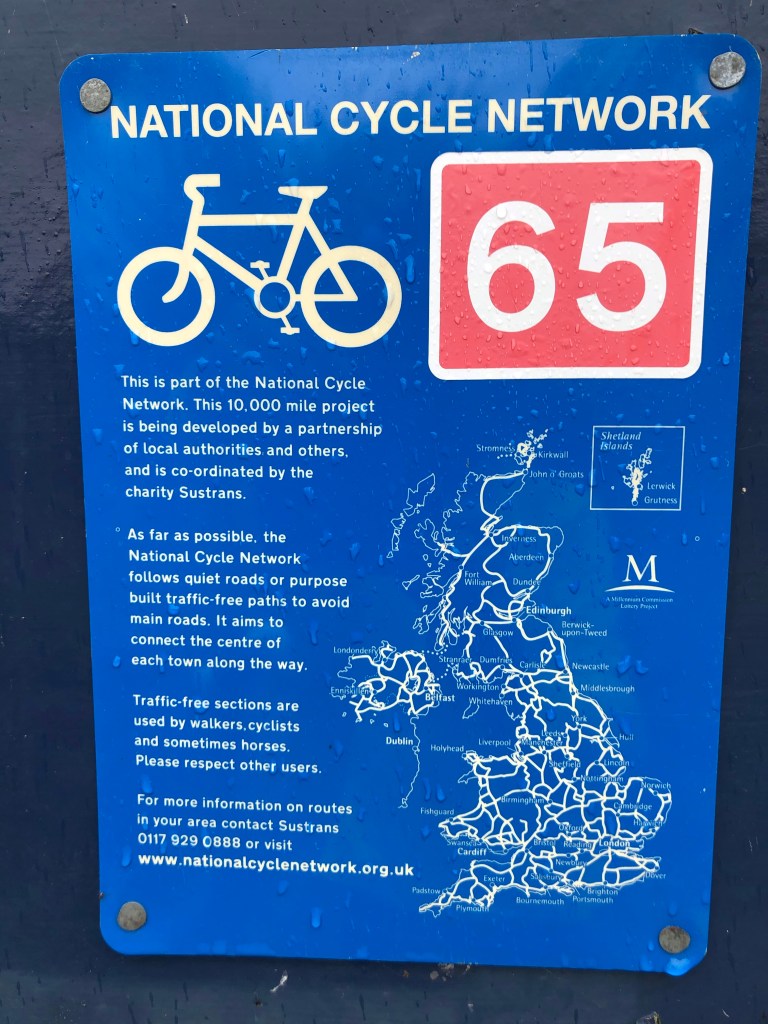 NATIONAL CYCLE NETWORK
65
This is part of the National Cycle
Network. This 10,000 mile project
is being developed by a partnership
of local authorities and others,
and is co-ordinated by the
charity Sustrans.
As far as possible, the
National Cycle Network
follows quiet roads or purpose
built traffic-free paths to avoid
main roads. It aims to
connect the centre of
each town along the way.
Traffic-free sections are
used by walkers,cyclists
and sometimes horses.
Please respect other users.
For more information on routes
in your area contact Sustrans
0117 929 0888 or visit
www.nationalcyclenetwork.org.uk
Shetland
Islands
Lerwick
Grutness
M
A Millennium Commission
Lottery Project
Stromness
Kirkwall
John o' Groats
Inverness
Aberdeen
Fort
William
Dundee
Edinburgh
Glasgow
Berwick-
upon-Tweed
Londonderry
Stranraer
Dumfries
Carlisle
Newcastle
Enniskillen
Belfast
Workington
Whitehaven
Middlesbrough
Dublin
York
Leeds
Hull
Holyhead
Liverpool
Manchester
Sheffield
Lincoln
Nottingham
Norwich
Birmingham
Cambridge
Fishguard
Harwich
Oxford
Swansea
Cardiff
Bristol
Reading
London
Newbury
Dover
Exeter
Salisbury
Brighton
Padstow
Portsmouth
Bournemouth
Plymouth